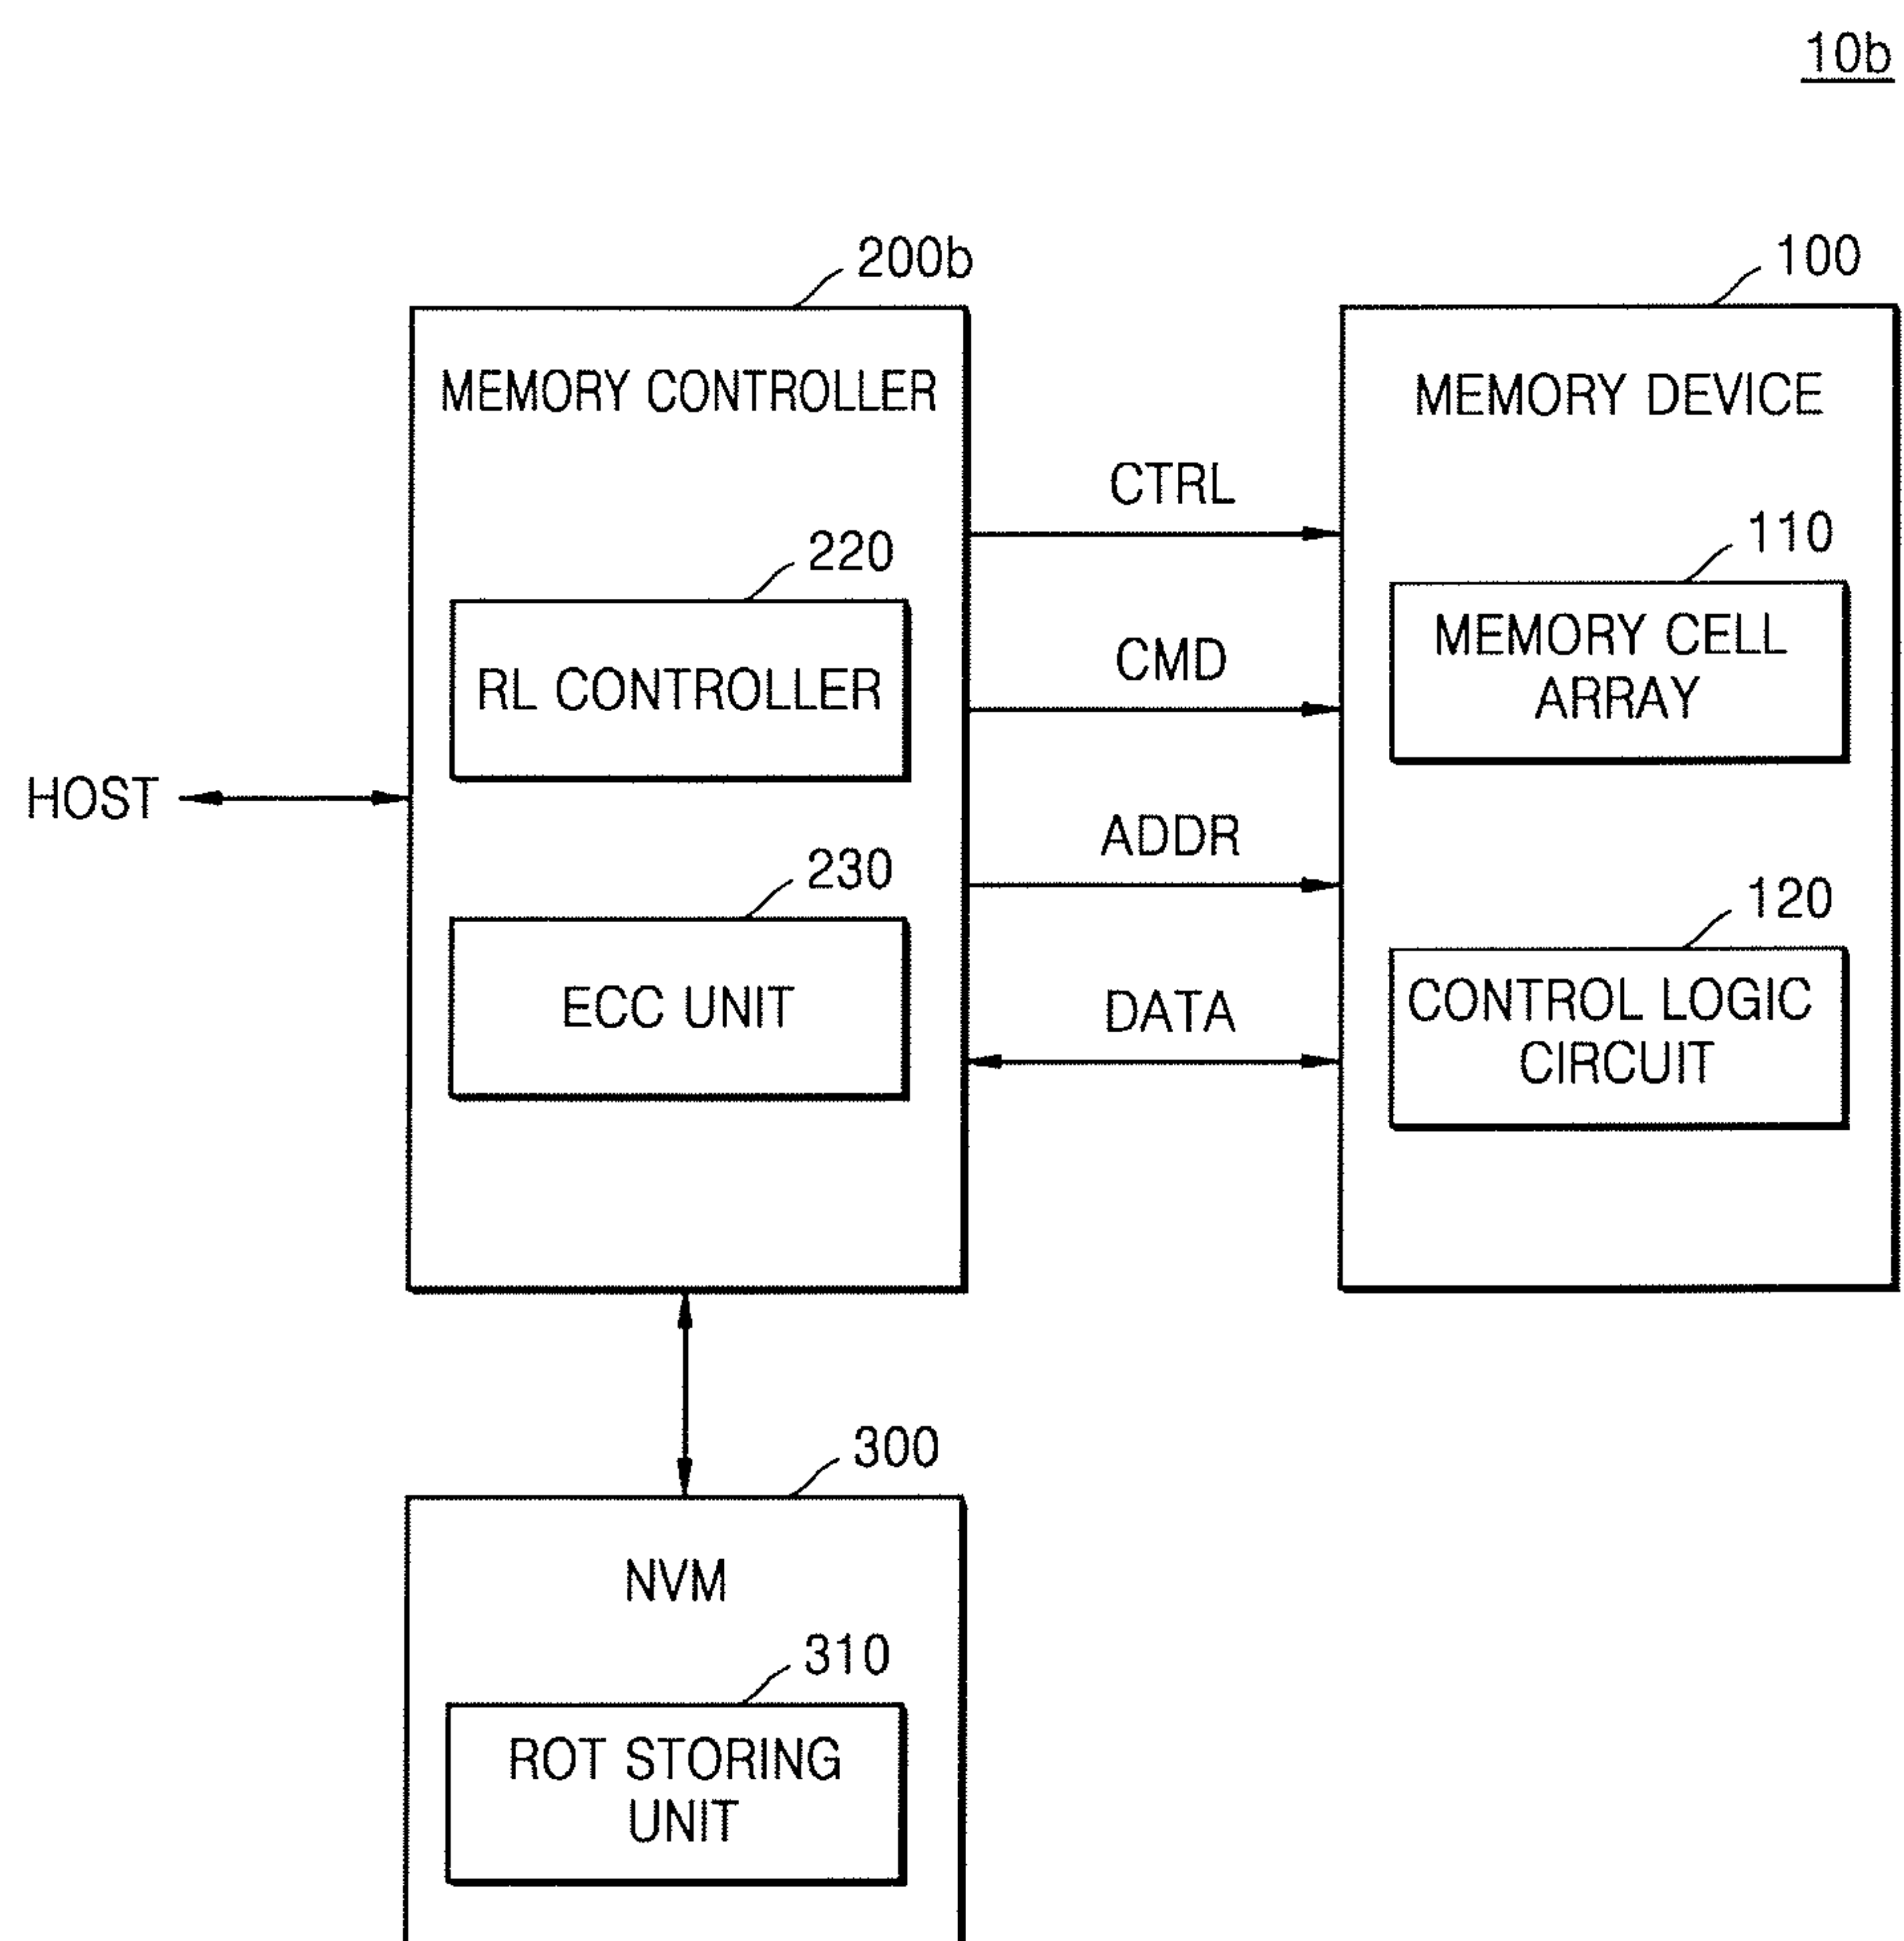 10b
200b
100
MEMORY CONTROLLER
MEMORY DEVICE
CTRL
220
110
RL CONTROLLER
CMD
MEMORY CELL
ARRAY
HOST
ADDR
230
120
ECC UNIT
DATA
CONTROL LOGIC
CIRCUIT
300
NVM
310
ROT STORING
UNIT